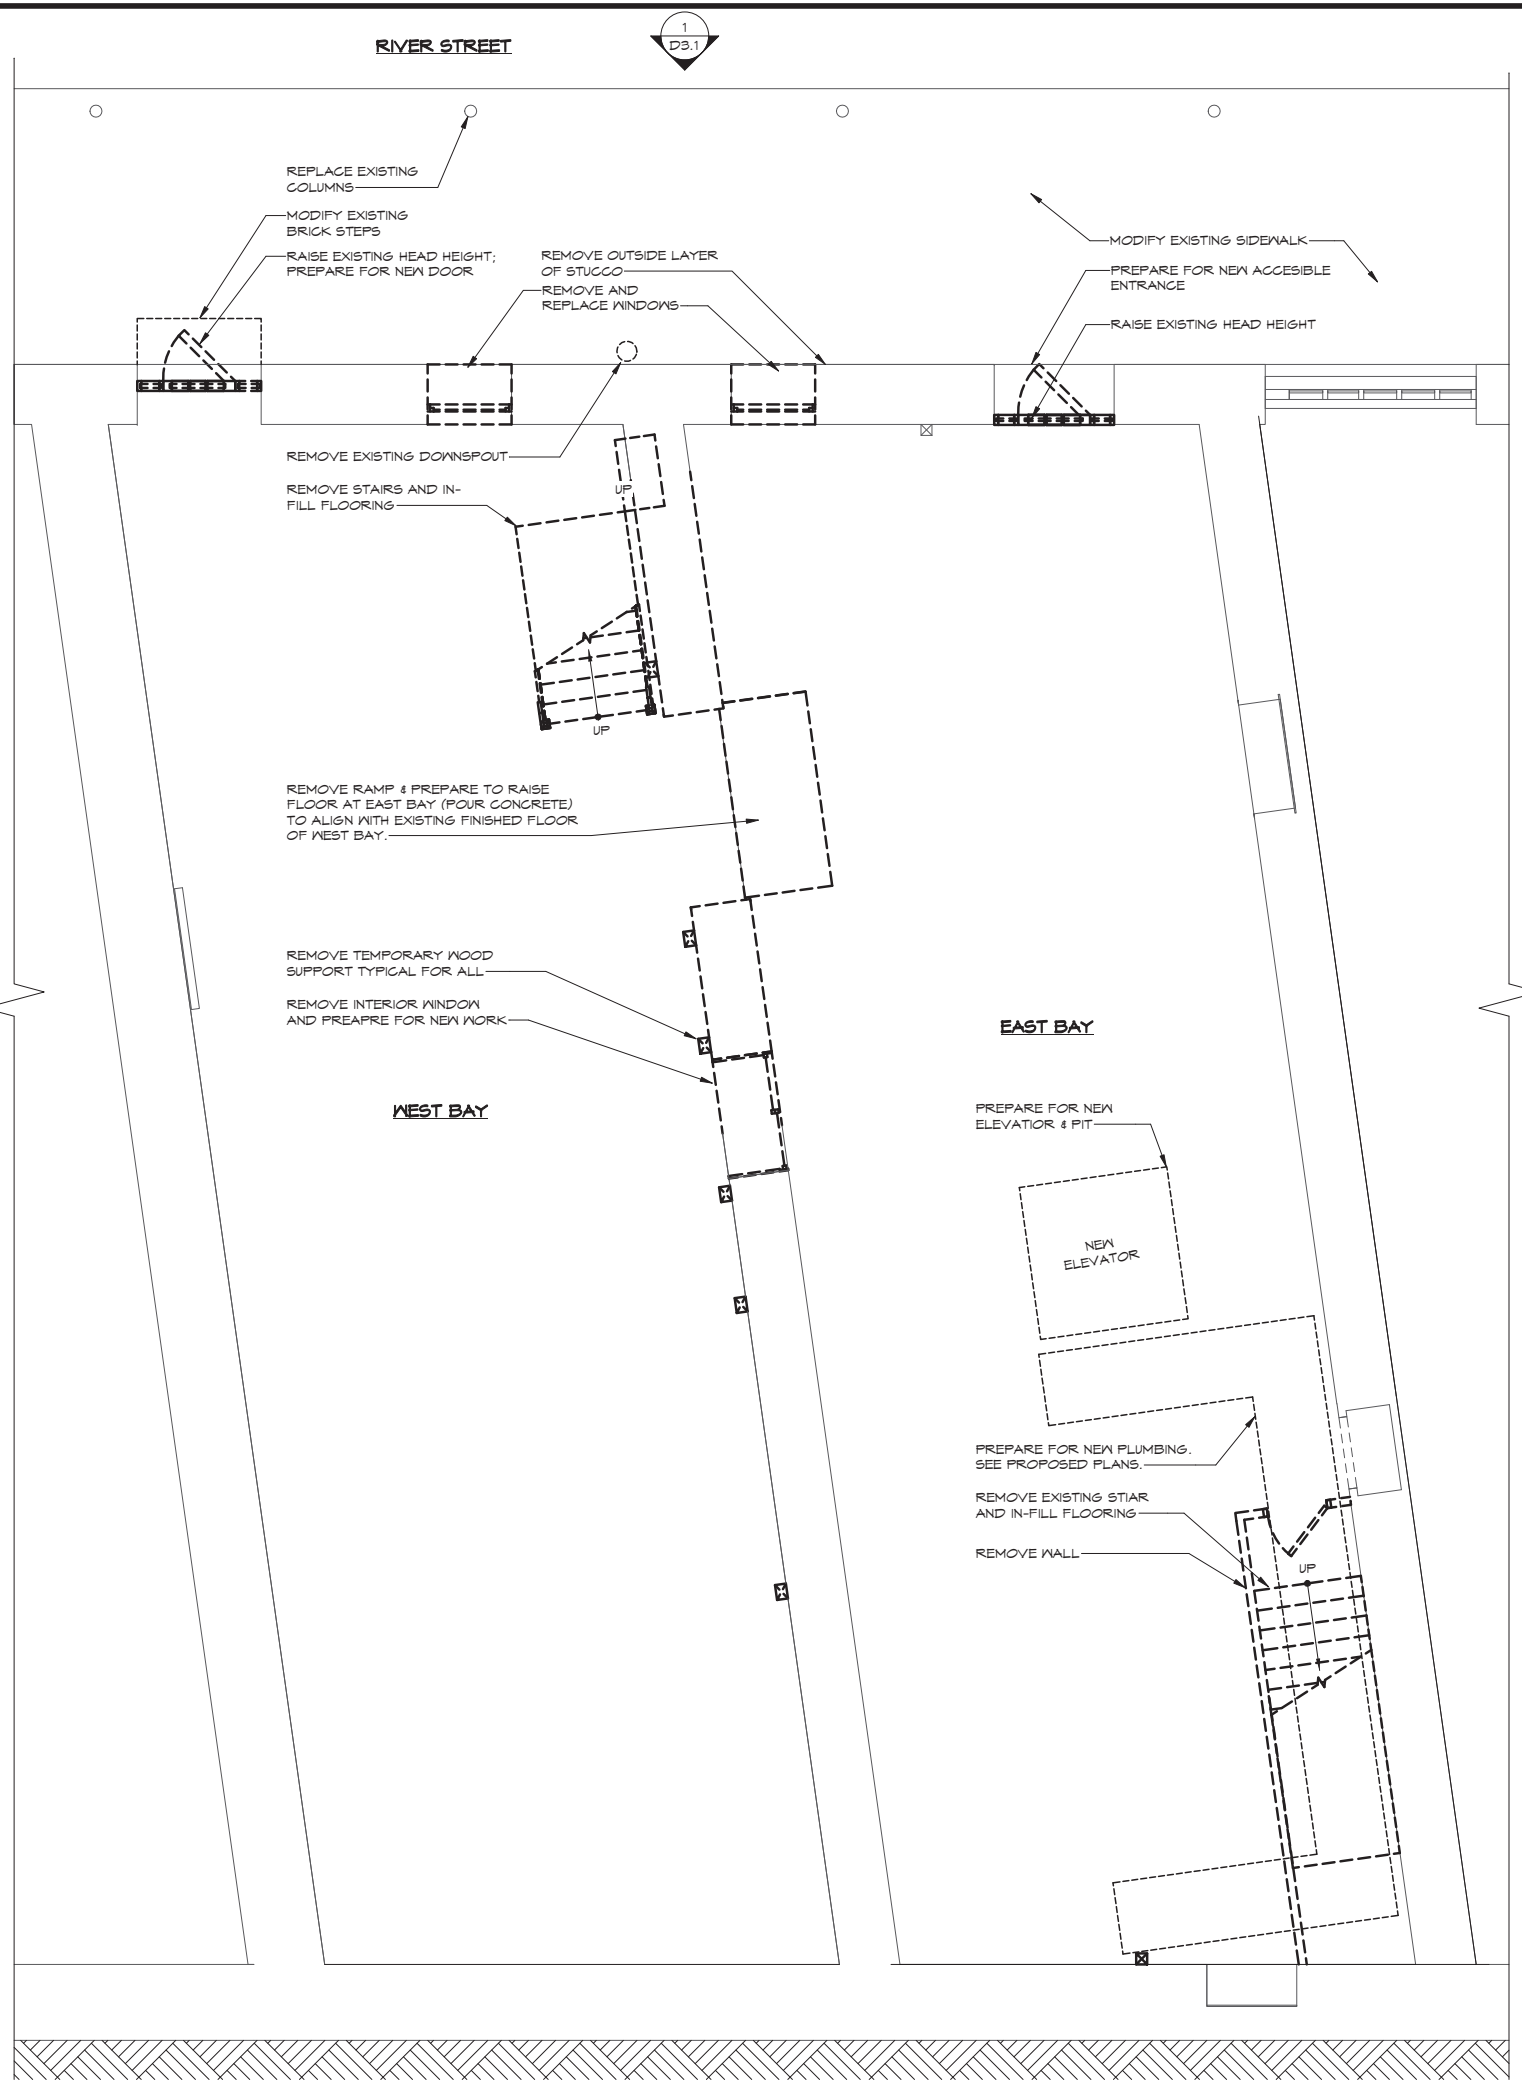 RIVER STREET
1
D3.1
REPLACE EXISTING
COLUMNS
MODIFY EXISTING
BRICK STEPS
RAISE EXISTING HEAD HEIGHT;
PREPARE FOR NEW DOOR
REMOVE OUTSIDE LAYER
OF STUCCO
REMOVE AND
REPLACE WINDOWS
MODIFY EXISTING SIDEWALK
PREPARE FOR NEW ACCESIBLE
ENTRANCE
RAISE EXISTING HEAD HEIGHT
REMOVE EXISTING DOWNSPOUT
REMOVE STAIRS AND IN-
FILL FLOORING
UP
UP
REMOVE RAMP & PREPARE TO RAISE
FLOOR AT EAST BAY (POUR CONCRETE)
TO ALIGN WITH EXISTING FINISHED FLOOR
OF WEST BAY.
REMOVE TEMPORARY WOOD
SUPPORT TYPICAL FOR ALL
REMOVE INTERIOR WINDOW
AND PREAPRE FOR NEW WORK
EAST BAY
WEST BAY
PREPARE FOR NEW
ELEVATIOR & PIT
NEW
ELEVATOR
PREPARE FOR NEW PLUMBING.
SEE PROPOSED PLANS.
REMOVE EXISTING STIAR
AND IN-FILL FLOORING
REMOVE WALL
UP